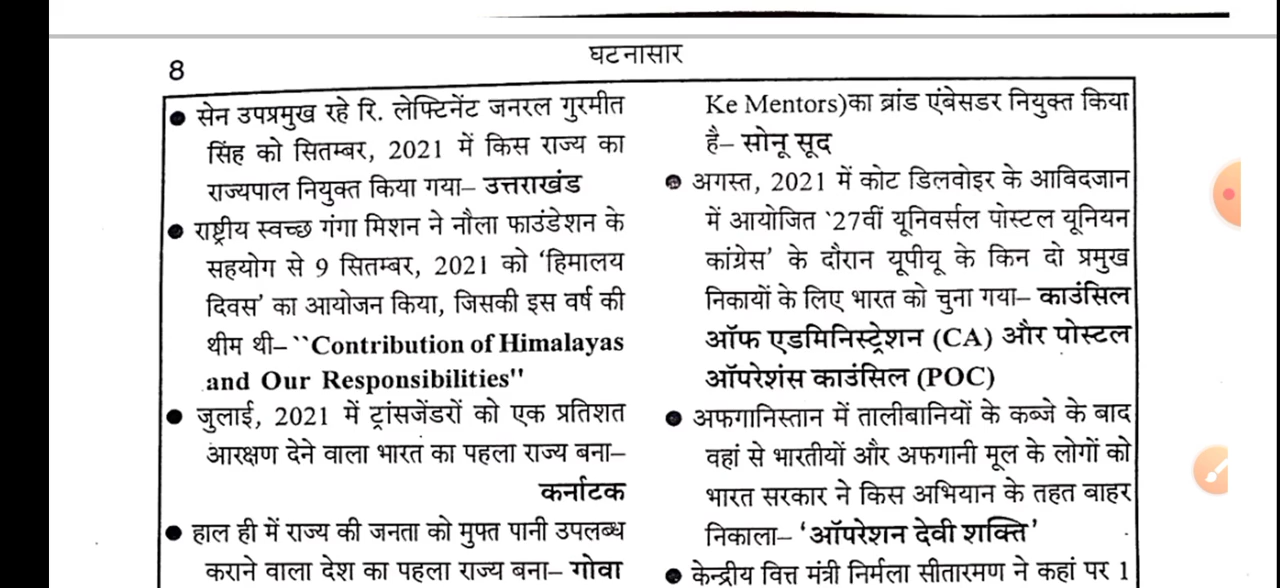 8
घटनासार
● सेन उपप्रमुख रहे रि. लेफ्टिनेंट जनरल गुरमीत
सिंह को सितम्बर, 2021 में किस राज्य का
राज्यपाल नियुक्त किया गया– उत्तराखंड
● राष्ट्रीय स्वच्छ गंगा मिशन ने नौला फाउंडेशन के
सहयोग से 9 सितम्बर, 2021 को ‘हिमालय
दिवस’ का आयोजन किया, जिसकी इस वर्ष की
थीम थी– ``Contribution of Himalayas
and Our Responsibilities"
● जुलाई, 2021 में ट्रांसजेंडरों को एक प्रतिशत
आरक्षण देने वाला भारत का पहला राज्य बना–
कर्नाटक
● हाल ही में राज्य की जनता को मुफ्त पानी उपलब्ध
कराने वाला देश का पहला राज्य बना– गोवा
Ke Mentors)का ब्रांड एंबेसडर नियुक्त किया
है– सोनू सूद
● अगस्त, 2021 में कोट डिलवोइर के आविदजान
में आयोजित `27वीं यूनिवर्सल पोस्टल यूनियन
कांग्रेस’ के दौरान यूपीयू के किन दो प्रमुख
निकायों के लिए भारत को चुना गया– काउंसिल
ऑफ एडमिनिस्ट्रेशन (CA) और पोस्टल
ऑपरेशंस काउंसिल (POC)
● अफगानिस्तान में तालीबानियों के कब्जे के बाद
वहां से भारतीयों और अफगानी मूल के लोगों को
भारत सरकार ने किस अभियान के तहत बाहर
निकाला– ‘ऑपरेशन देवी शक्ति’
● केन्द्रीय वित्त मंत्री निर्मला सीतारमण ने कहां पर 1